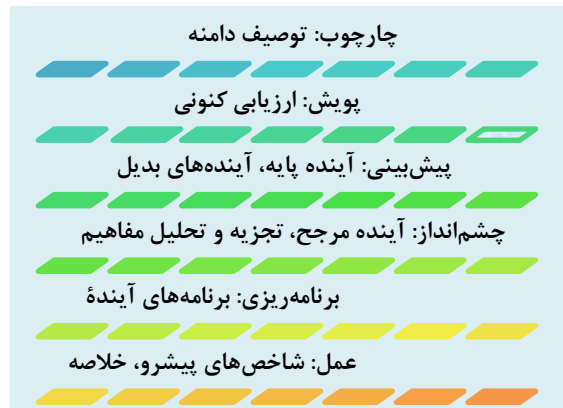 چارچوب: توصیف دامنه
پویش: ارزیابی کنونی
پیش‌بینی: آینده پایه، آینده‌های بدیل
چشم‌انداز: آینده مرجح، تجزیه و تحلیل مفاهیم
برنامه‌ریزی: برنامه‌های آیندهٔ
عمل: شاخص‌های پیشرو، خلاصه